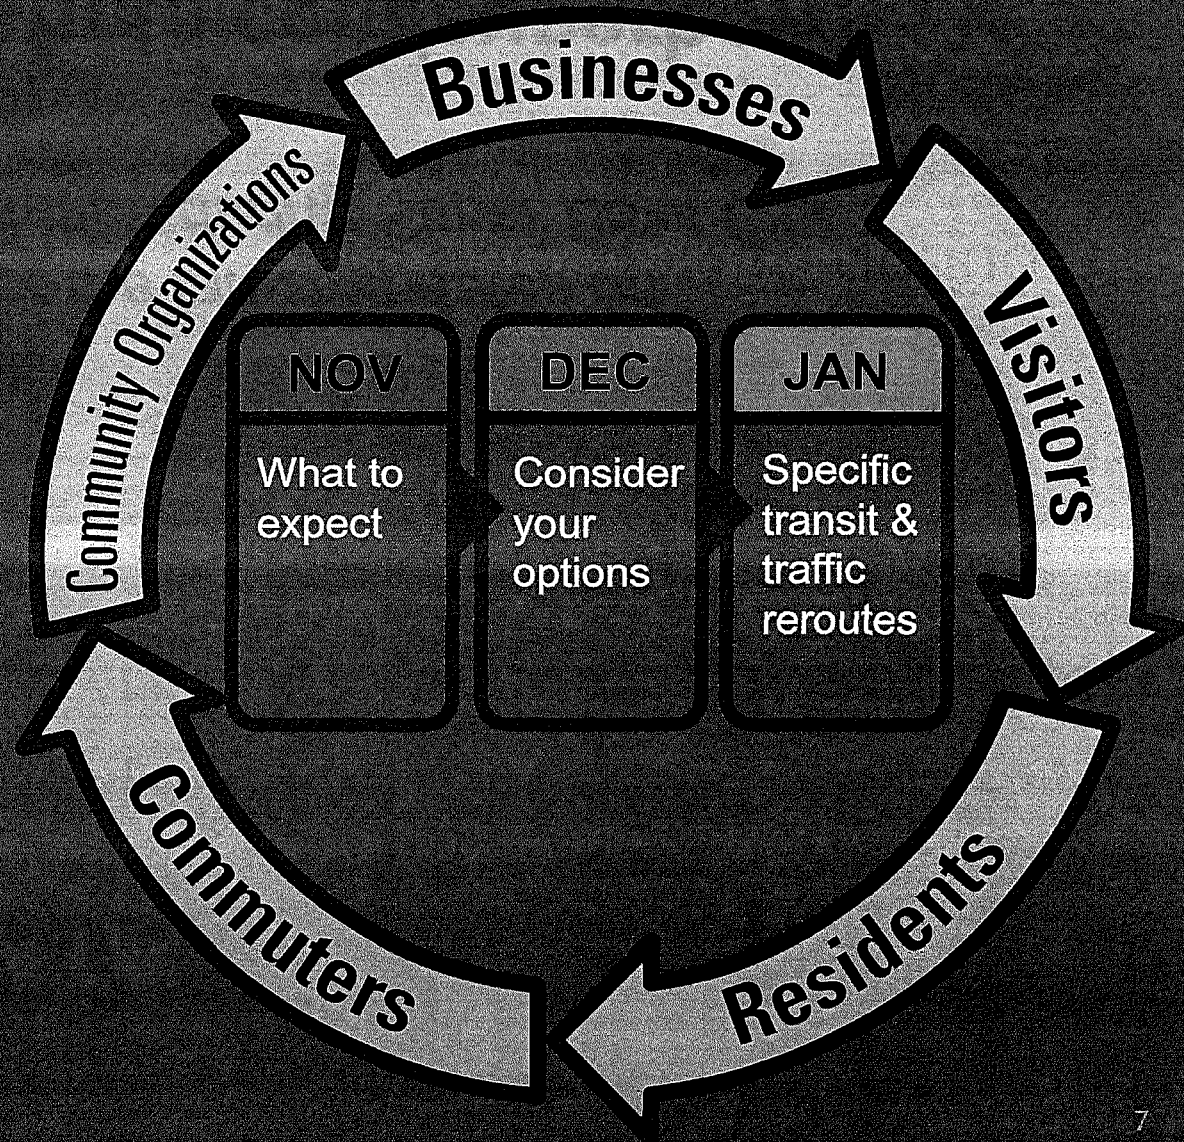 Businesses
Visitors
Residents
Commuters
Community Organizations
NOV
What to
expect
DEC
Consider
your
options
JAN
Specific
transit &
traffic
reroutes
7